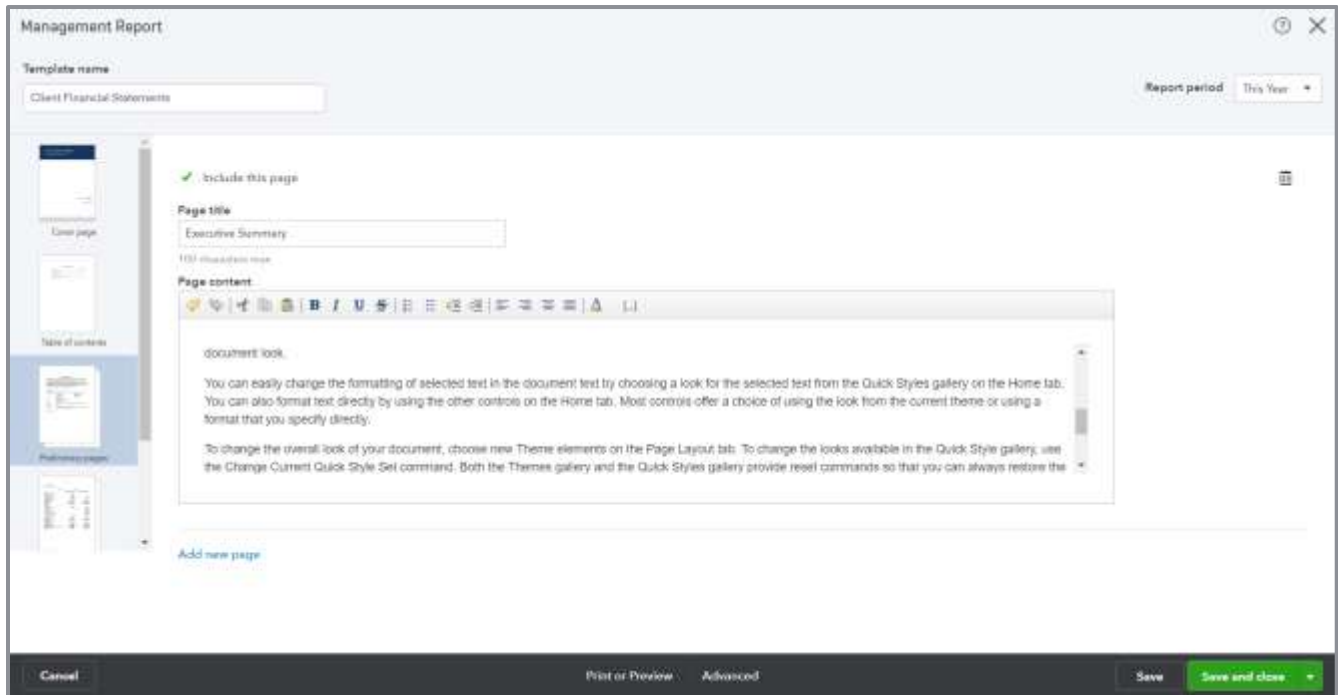 Management Report
Template name
Client Financial Statements
Report period This Year
Cover page
Table of contents
Preliminary pages
Include this page
Page title
Executive Summary
100 characters max
Page content
B I U S
document look.
You can easily change the formatting of selected text in the document text by choosing a look for the selected text from the Quick Styles gallery on the Home tab.
You can also format text directly by using the other controls on the Home tab. Most controls offer a choice of using the look from the current theme or using a
format that you specify directly.
To change the overall look of your document, choose new Theme elements on the Page Layout tab. To change the looks available in the Quick Style gallery, use
the Change Current Quick Style Set command. Both the Themes gallery and the Quick Styles gallery provide reset commands so that you can always restore the
Add new page
Cancel Print or Preview Advanced Save Save and close